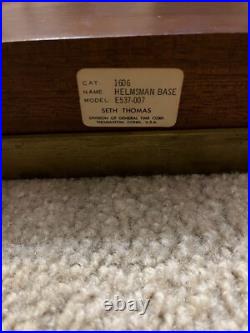 CAT. 1606
NAME HELMSMAN BASE
MODEL E537-007
SETH THOMAS
DIVISION OF GENERAL TIME CORP.
THOMASTON, CONN., U.S.A.